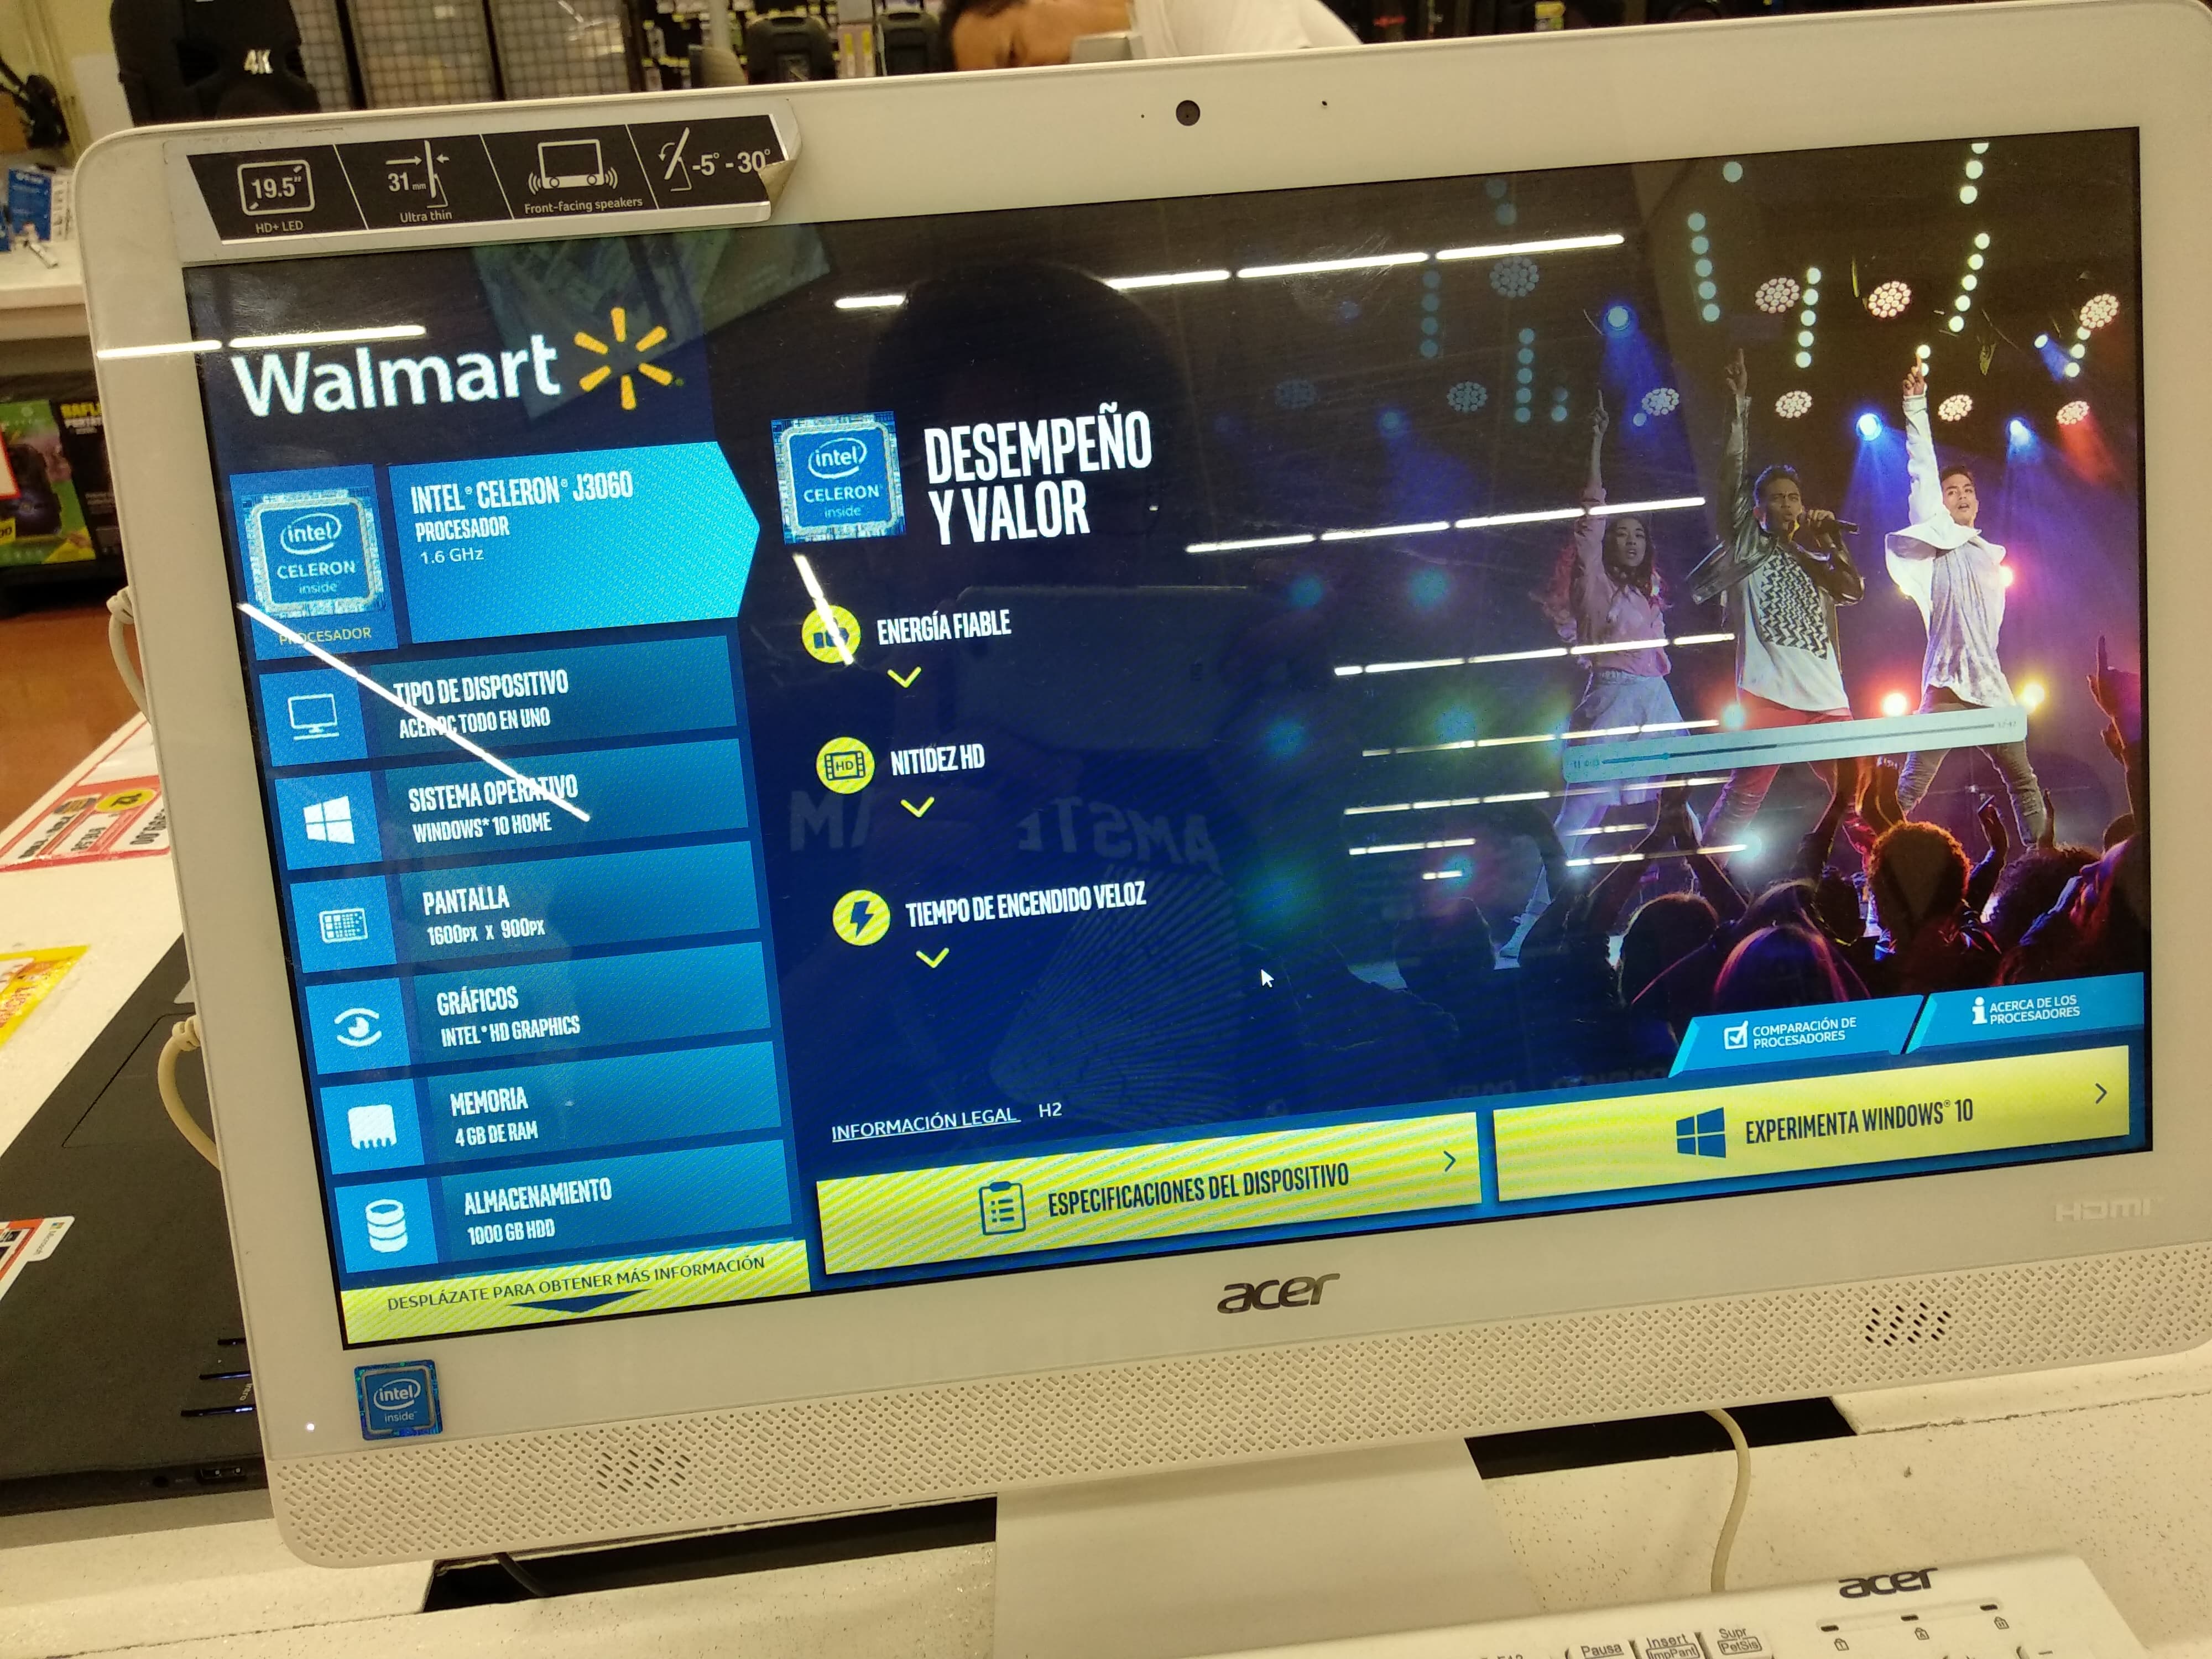 4K
19.5"
HD+ LED
31 mm
Ultra thin
Front-facing speakers
-5° - 30°
Walmart
intel
CELERON
inside
PROCESADOR
INTEL® CELERON® J3060
PROCESADOR
1.6 GHz
TIPO DE DISPOSITIVO
ACER PC TODO EN UNO
SISTEMA OPERATIVO
WINDOWS® 10 HOME
PANTALLA
1600PX X 900PX
GRÁFICOS
INTEL® HD GRAPHICS
MEMORIA
4 GB DE RAM
ALMACENAMIENTO
1000 GB HDD
DESPLÁZATE PARA OBTENER MÁS INFORMACIÓN
intel
CELERON
inside
DESEMPEÑO
Y VALOR
ENERGÍA FIABLE
HD
NITIDEZ HD
TIEMPO DE ENCENDIDO VELOZ
INFORMACIÓN LEGAL H2
COMPARACIÓN DE
PROCESADORES
ACERCA DE LOS
PROCESADORES
ESPECIFICACIONES DEL DISPOSITIVO
EXPERIMENTA WINDOWS® 10
HDMI
acer
intel
inside
acer
Pausa
Insert
ImpPant
Supr
PetSis